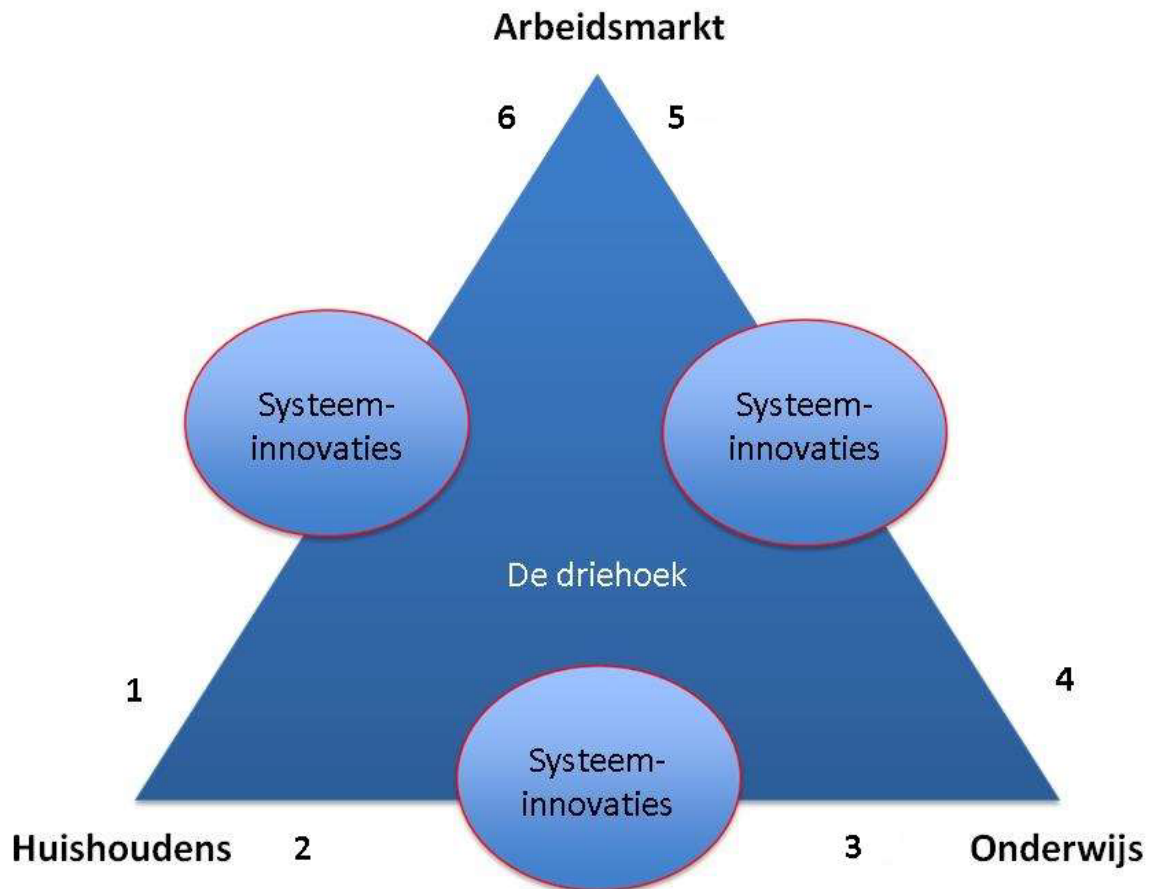 Arbeidsmarkt
6
5
Systeem-
innovaties
Systeem-
innovaties
De driehoek
1
4
Systeem-
innovaties
Huishoudens
2
3
Onderwijs